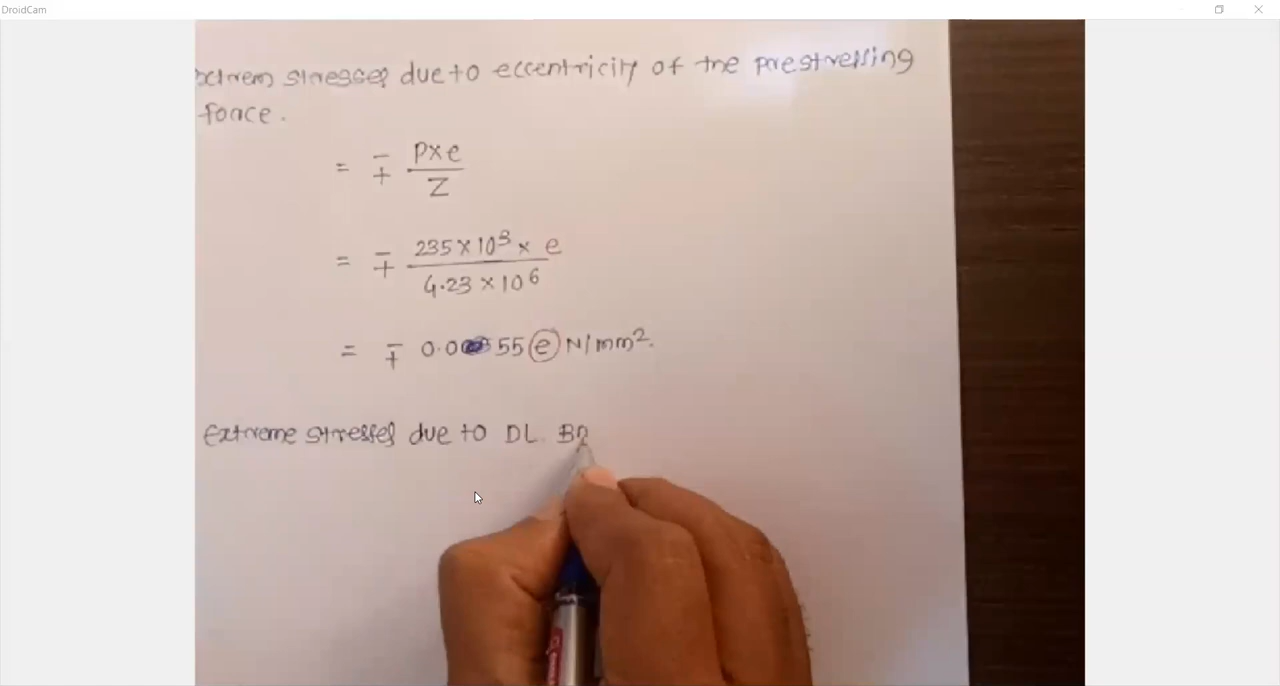 DroidCam
extrem stresses due to eccentricity of the prestressing
force.
= ∓ P×e / Z
= ∓ 235×10³ × e / 4.23×10⁶
= ∓ 0.0 55 e N/mm².
Extreme stresses due to DL.